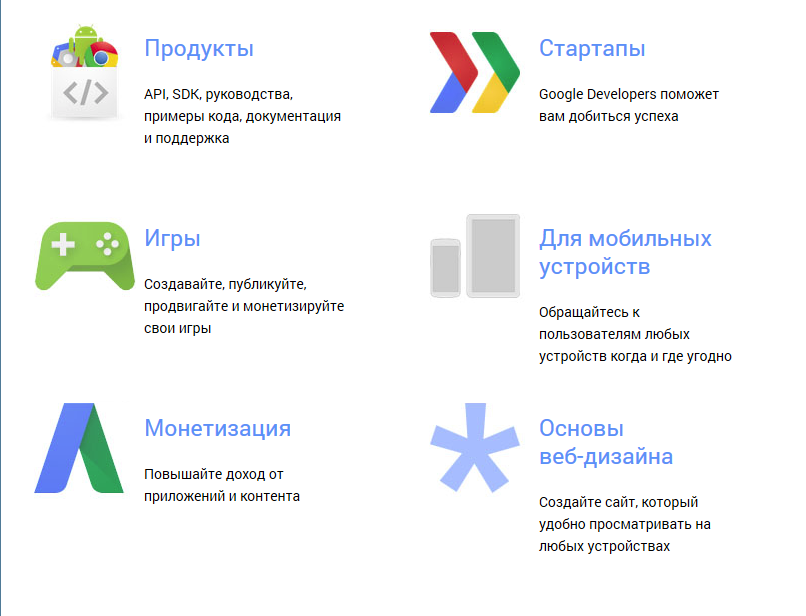 Продукты
API, SDK, руководства,
примеры кода, документация
и поддержка
Стартапы
Google Developers поможет
вам добиться успеха
Игры
Создавайте, публикуйте,
продвигайте и монетизируйте
свои игры
Для мобильных
устройств
Обращайтесь к
пользователям любых
устройств когда и где угодно
Монетизация
Повышайте доход от
приложений и контента
Основы
веб-дизайна
Создайте сайт, который
удобно просматривать на
любых устройствах